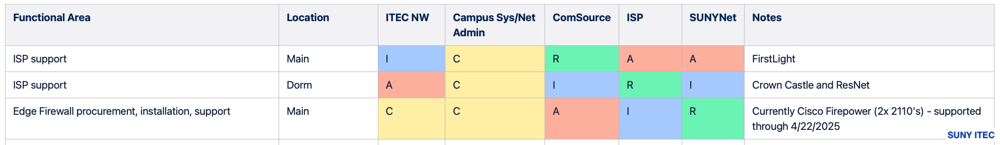 Functional Area Location ITEC NW Campus Sys/Net Admin ComSource ISP SUNYNet Notes
ISP support Main I C R A A FirstLight
ISP support Dorm A C I R I Crown Castle and ResNet
Edge Firewall procurement, installation, support Main C C A I R Currently Cisco Firepower (2x 2110's) - supported
through 4/22/2025
SUNY ITEC